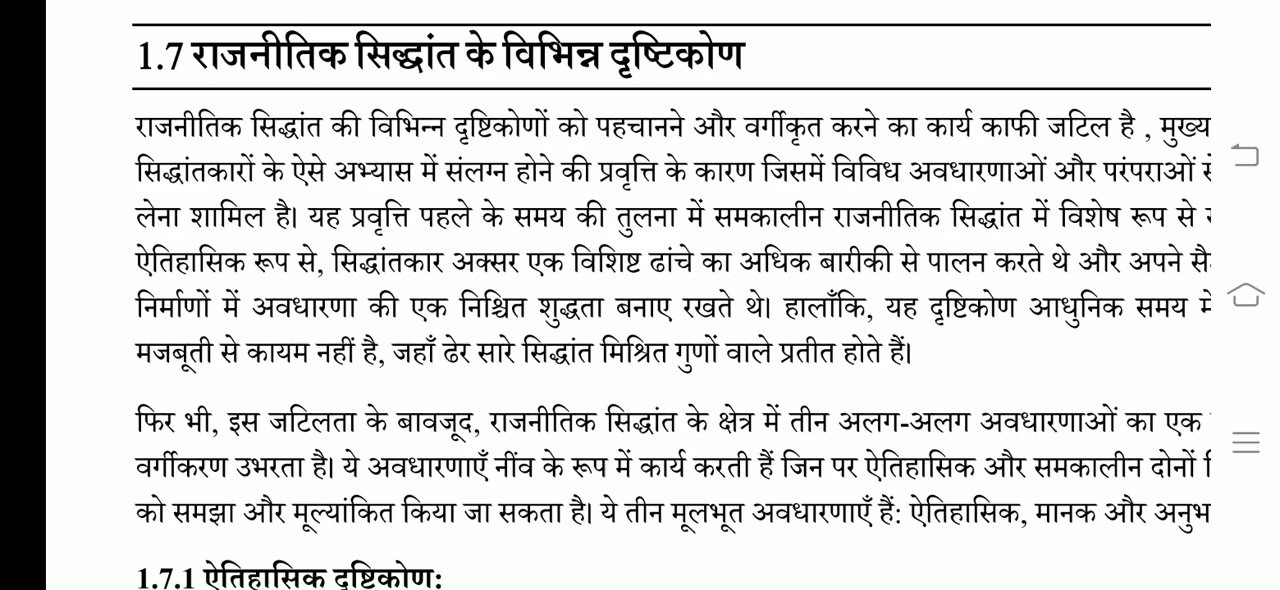 1.7 राजनीतिक सिद्धांत के विभिन्न दृष्टिकोण
राजनीतिक सिद्धांत की विभिन्न दृष्टिकोणों को पहचानने और वर्गीकृत करने का कार्य काफी जटिल है , मुख्य
सिद्धांतकारों के ऐसे अभ्यास में संलग्न होने की प्रवृत्ति के कारण जिसमें विविध अवधारणाओं और परंपराओं
लेना शामिल है। यह प्रवृत्ति पहले के समय की तुलना में समकालीन राजनीतिक सिद्धांत में विशेष रूप से
ऐतिहासिक रूप से, सिद्धांतकार अक्सर एक विशिष्ट ढांचे का अधिक बारीकी से पालन करते थे और अपने
निर्माणों में अवधारणा की एक निश्चित शुद्धता बनाए रखते थे। हालाँकि, यह दृष्टिकोण आधुनिक समय में
मजबूती से कायम नहीं है, जहाँ ढेर सारे सिद्धांत मिश्रित गुणों वाले प्रतीत होते हैं।
फिर भी, इस जटिलता के बावजूद, राजनीतिक सिद्धांत के क्षेत्र में तीन अलग-अलग अवधारणाओं का एक
वर्गीकरण उभरता है। ये अवधारणाएँ नींव के रूप में कार्य करती हैं जिन पर ऐतिहासिक और समकालीन दोनों
को समझा और मूल्यांकित किया जा सकता है। ये तीन मूलभूत अवधारणाएँ हैं: ऐतिहासिक, मानक और
1.7.1 ऐतिहासिक दृष्टिकोण: